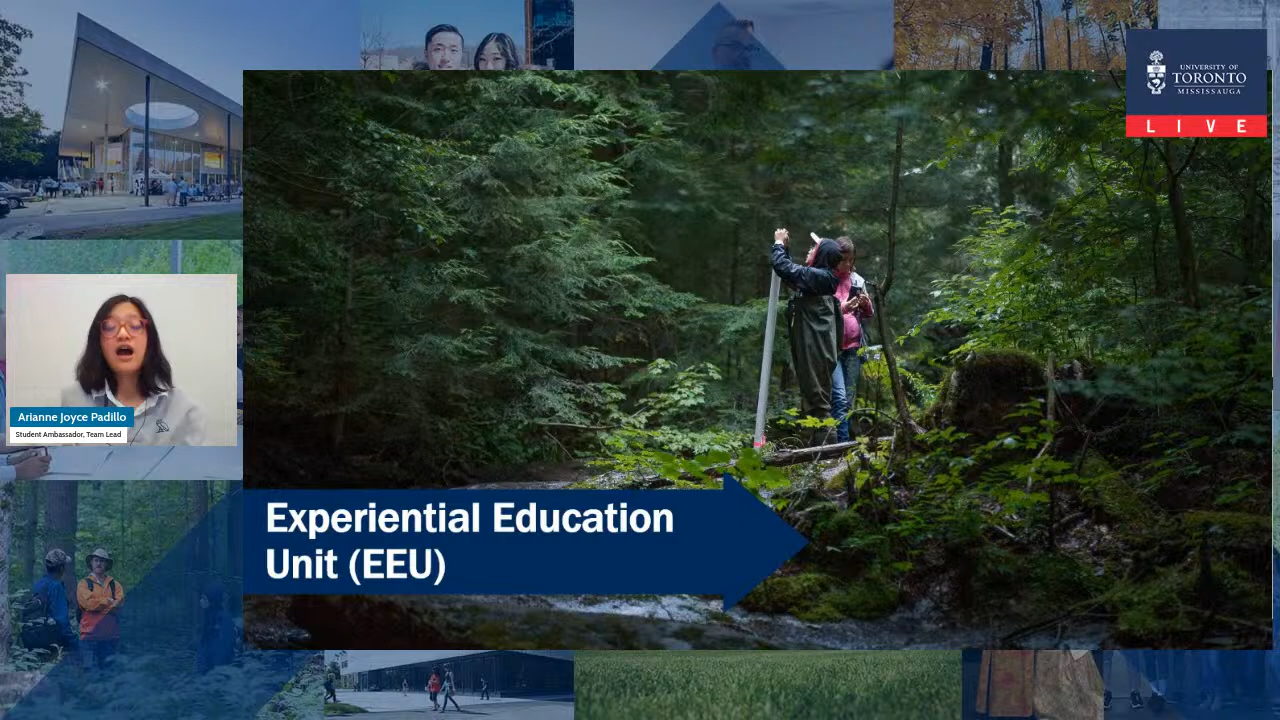 UNIVERSITY OF
TORONTO
MISSISSAUGA
LIVE
Arianne Joyce Padillo
Student Ambassador, Team Lead
Experiential Education
Unit (EEU)